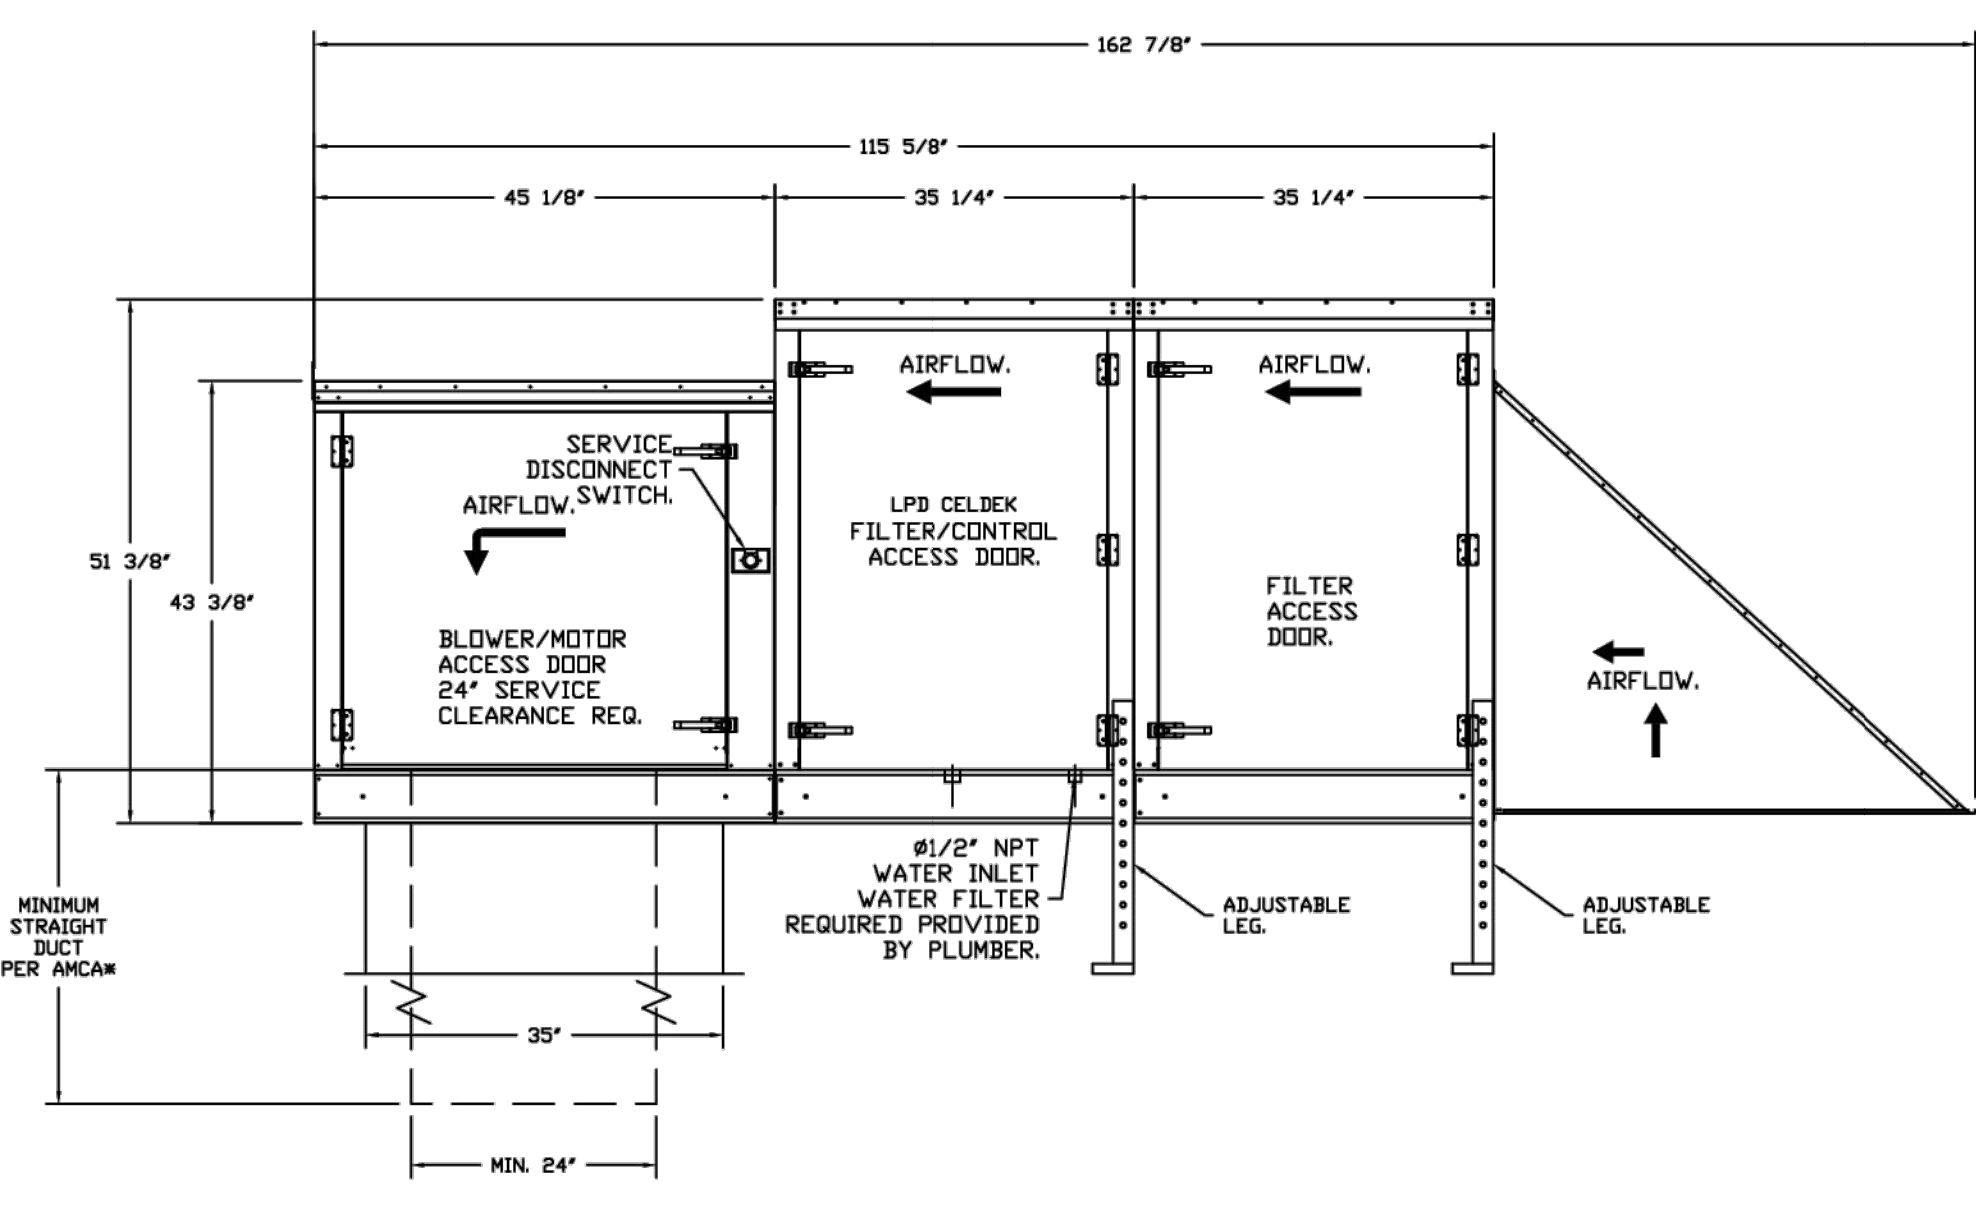 162 7/8"
115 5/8"
45 1/8"
35 1/4"
35 1/4"
AIRFLOW.
AIRFLOW.
SERVICE
DISCONNECT
SWITCH.
AIRFLOW.
LPD CELDEK
FILTER/CONTROL
ACCESS DOOR.
51 3/8"
43 3/8"
FILTER
ACCESS
DOOR.
BLOWER/MOTOR
ACCESS DOOR
24" SERVICE
CLEARANCE REQ.
AIRFLOW.
Ø1/2" NPT
WATER INLET
WATER FILTER
REQUIRED PROVIDED
BY PLUMBER.
ADJUSTABLE
LEG.
ADJUSTABLE
LEG.
MINIMUM
STRAIGHT
DUCT
PER AMCA*
35"
MIN. 24"